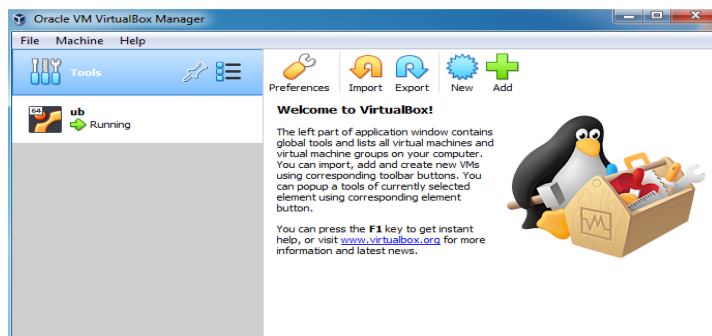 Oracle VM VirtualBox Manager
File Machine Help
Tools
Preferences Import Export New Add
64
ub
Running
Welcome to VirtualBox!
The left part of application window contains
global tools and lists all virtual machines and
virtual machine groups on your computer.
You can import, add and create new VMs
using corresponding toolbar buttons. You
can popup a tools of currently selected
element using corresponding element
button.
You can press the F1 key to get instant
help, or visit www.virtualbox.org for more
information and latest news.